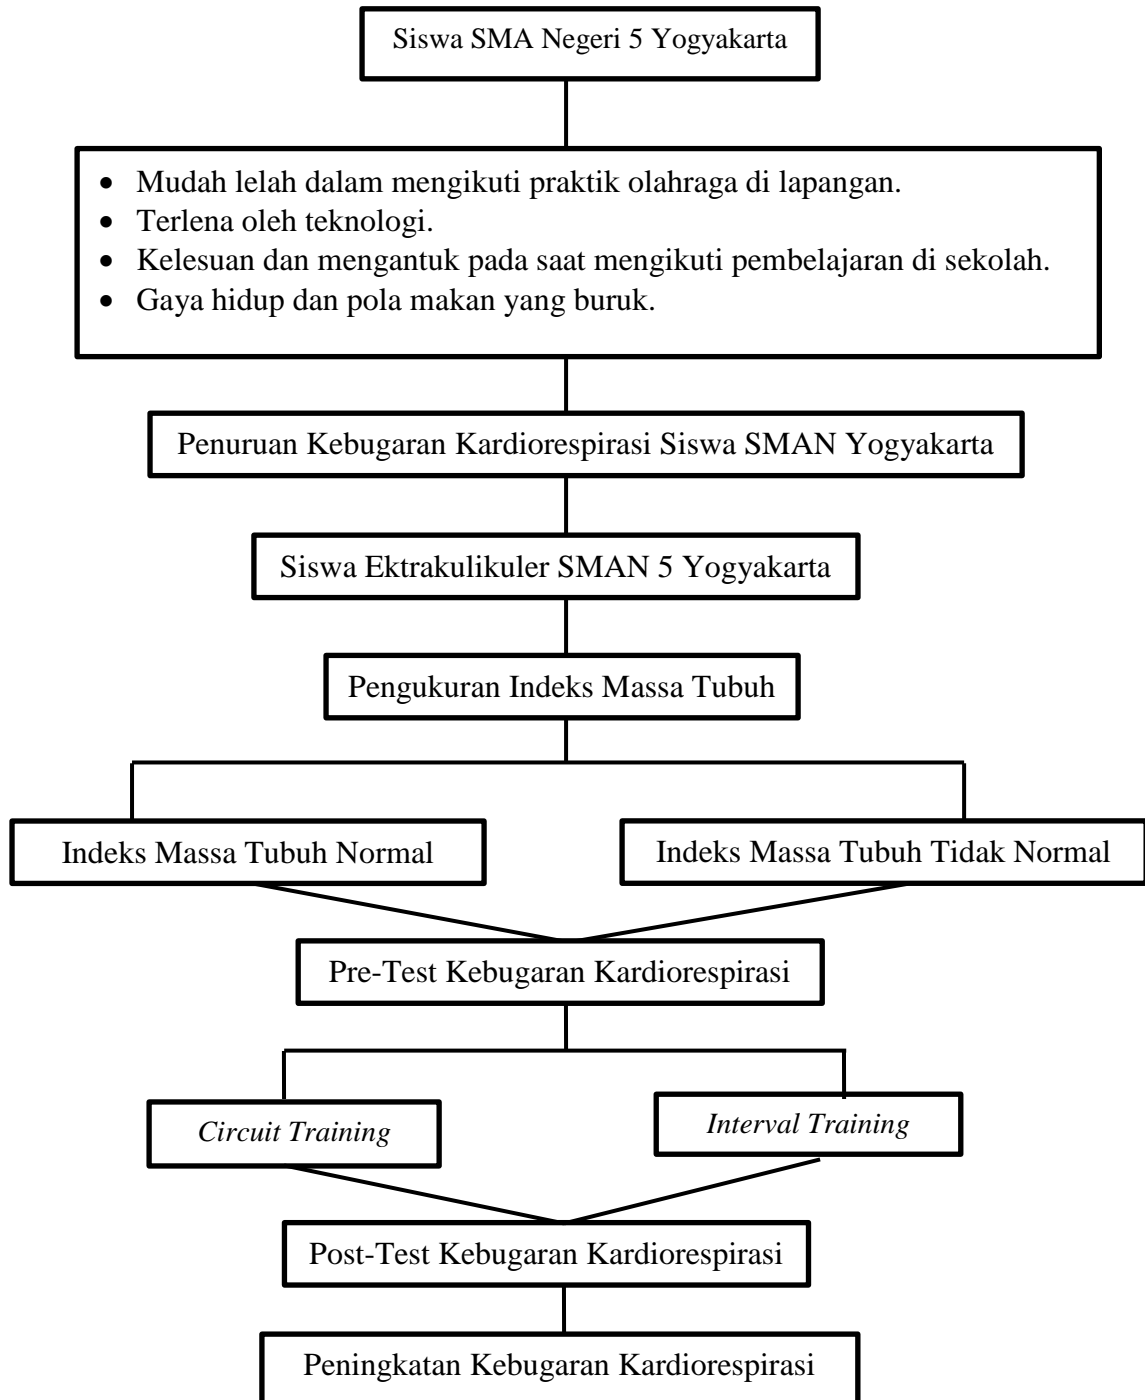 Siswa SMA Negeri 5 Yogyakarta
• Mudah lelah dalam mengikuti praktik olahraga di lapangan.
• Terlena oleh teknologi.
• Kelesuan dan mengantuk pada saat mengikuti pembelajaran di sekolah.
• Gaya hidup dan pola makan yang buruk.
Penuruan Kebugaran Kardiorespirasi Siswa SMAN Yogyakarta
Siswa Ektrakulikuler SMAN 5 Yogyakarta
Pengukuran Indeks Massa Tubuh
Indeks Massa Tubuh Normal
Indeks Massa Tubuh Tidak Normal
Pre-Test Kebugaran Kardiorespirasi
Circuit Training
Interval Training
Post-Test Kebugaran Kardiorespirasi
Peningkatan Kebugaran Kardiorespirasi